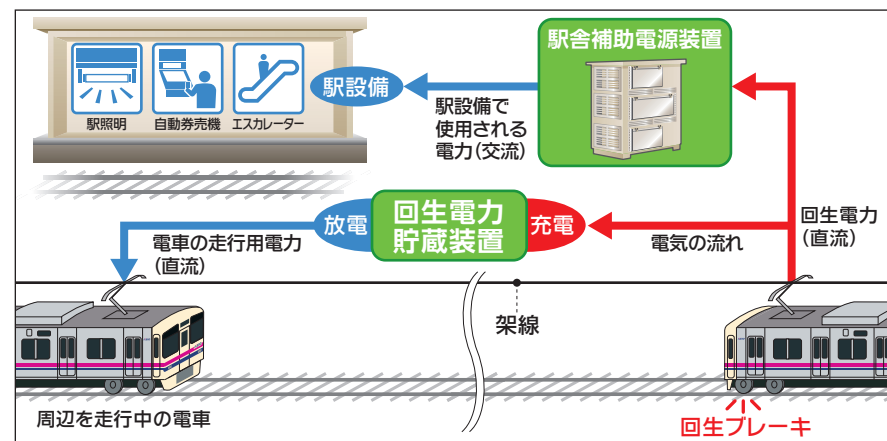 駅舎補助電源装置
駅設備
駅照明
自動券売機
エスカレーター
駅設備で
使用される
電力(交流)
回生電力
(直流)
放電
回生電力
貯蔵装置
充電
電車の走行用電力
(直流)
電気の流れ
架線
周辺を走行中の電車
回生ブレーキ